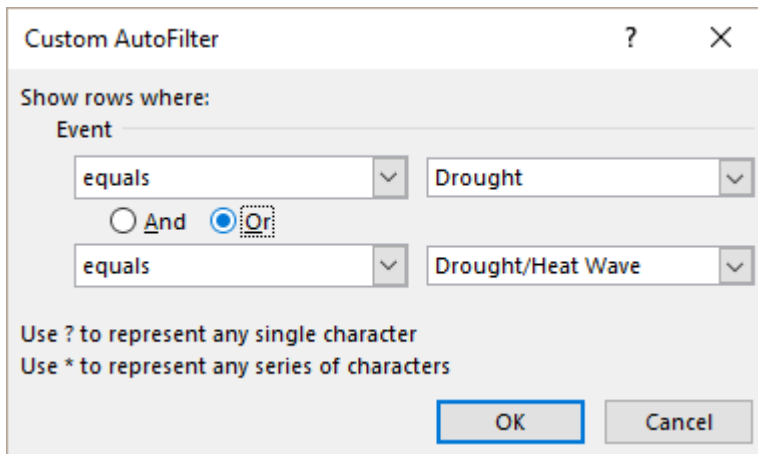 Custom AutoFilter ?
Show rows where:
Event
equals Drought
And Or
equals Drought/Heat Wave
Use ? to represent any single character
Use * to represent any series of characters
OK Cancel